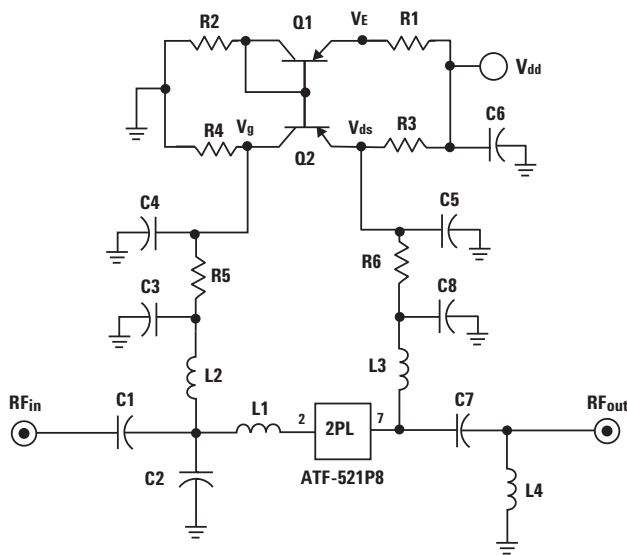 R2
Q1
VE
R1
Vdd
R4
Vg
Q2
Vds
R3
C6
C4
C5
R5
R6
C3
C8
L2
L3
RFin
C1
L1
2
2PL
7
C7
RFout
C2
ATF-521P8
L4